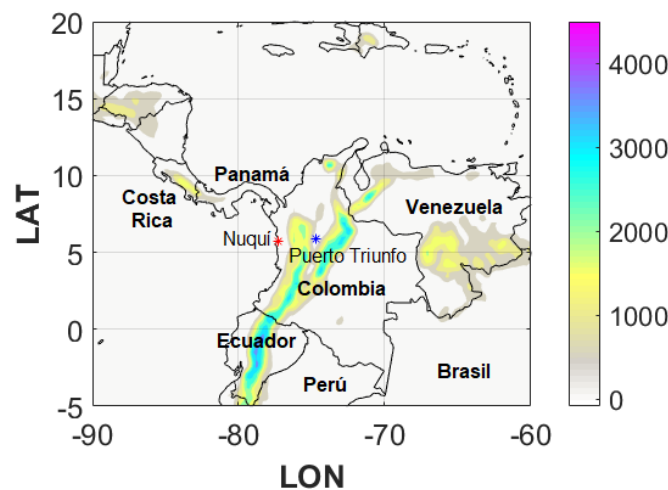 20
15
10
5
0
-5
-90
-80
-70
-60
LAT
LON
Panamá
Costa
Rica
Venezuela
Nuquí
Puerto Triunfo
Colombia
Ecuador
Perú
Brasil
4000
3000
2000
1000
0